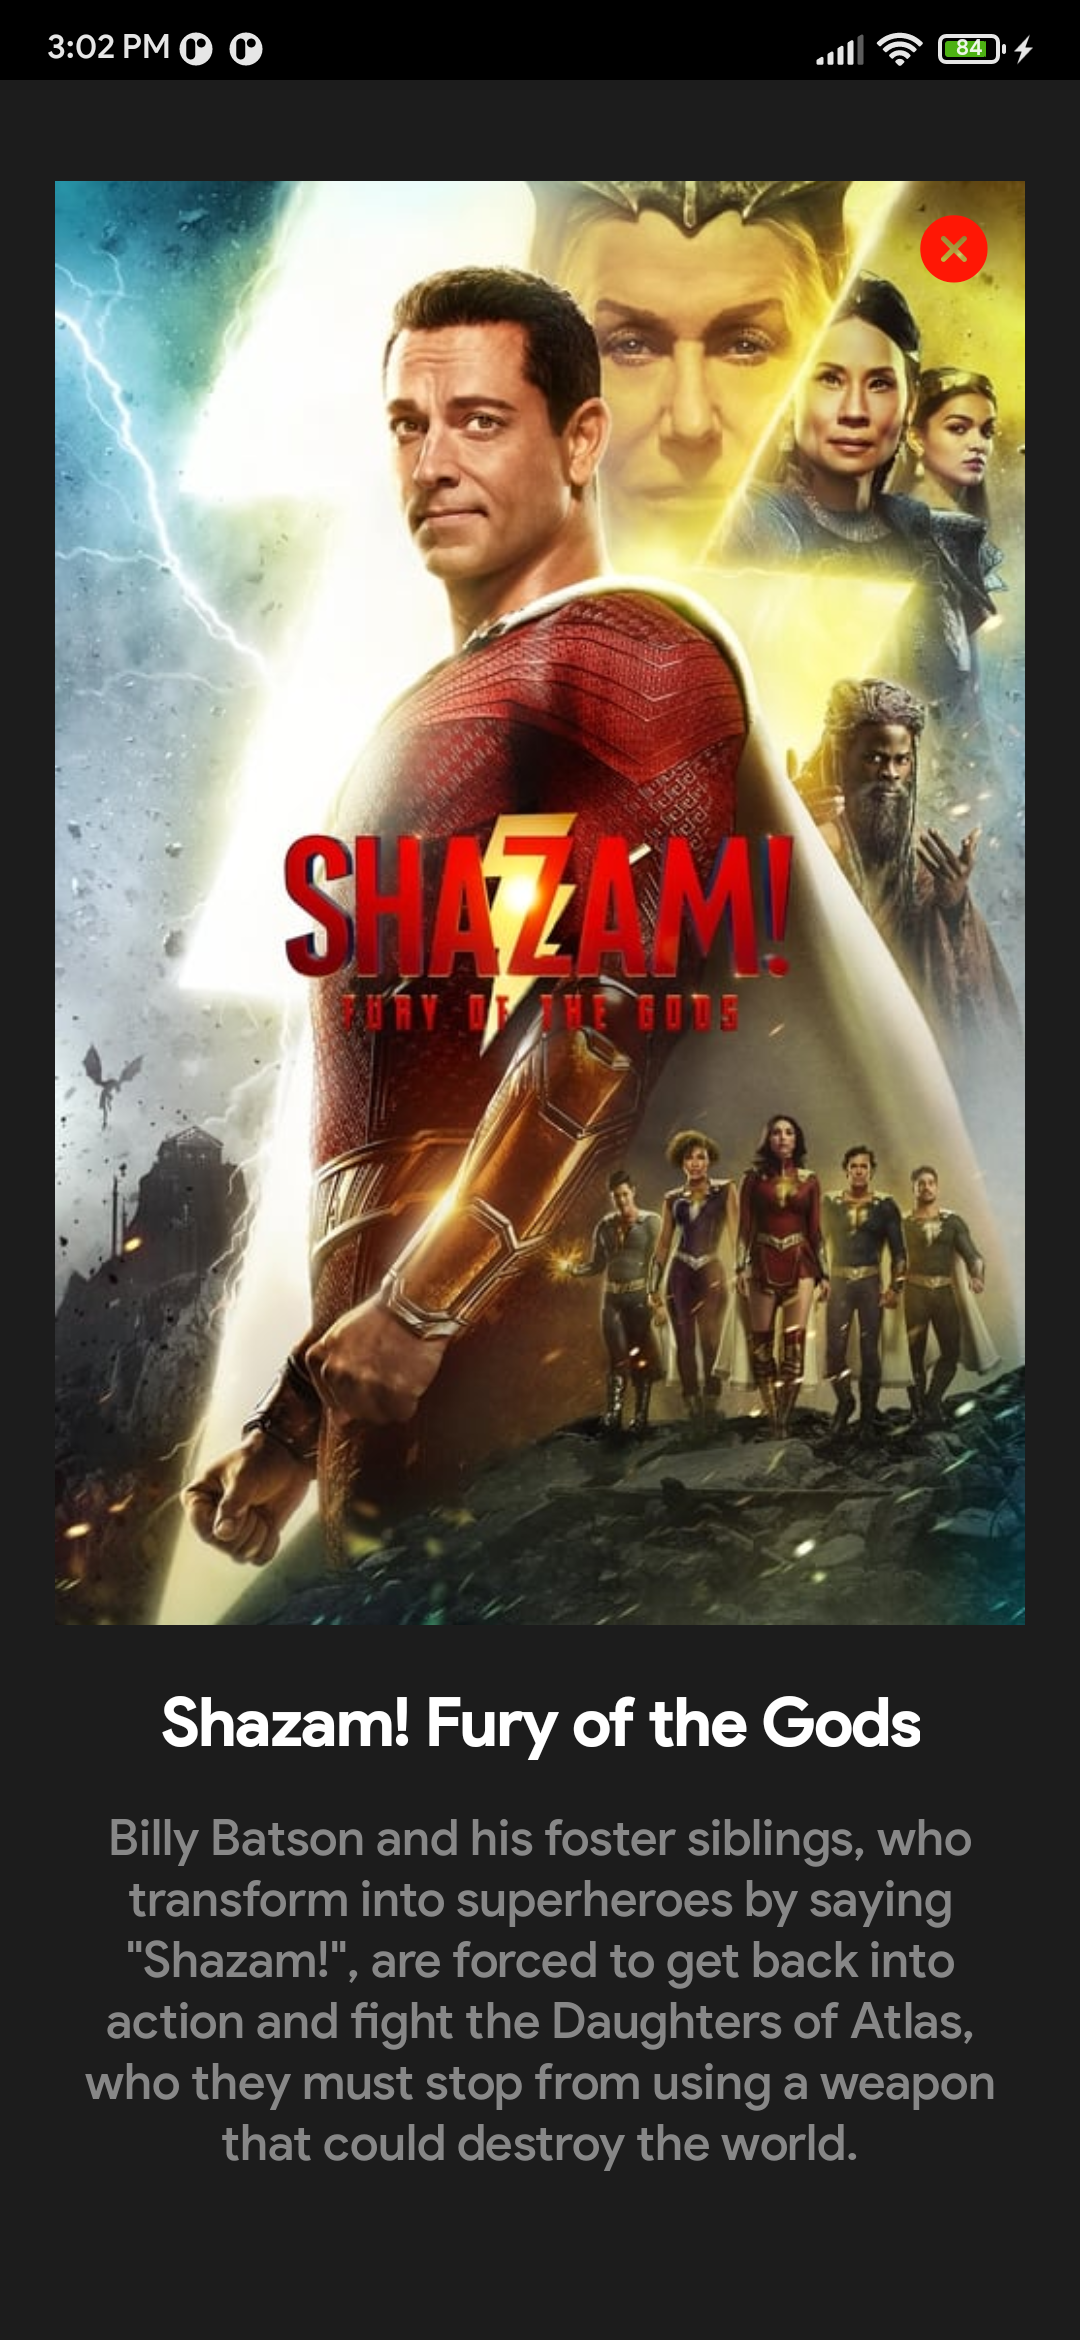 3:02 PM
84
SHAZAM!
FURY OF THE GODS
Shazam! Fury of the Gods
Billy Batson and his foster siblings, who
transform into superheroes by saying
"Shazam!", are forced to get back into
action and fight the Daughters of Atlas,
who they must stop from using a weapon
that could destroy the world.